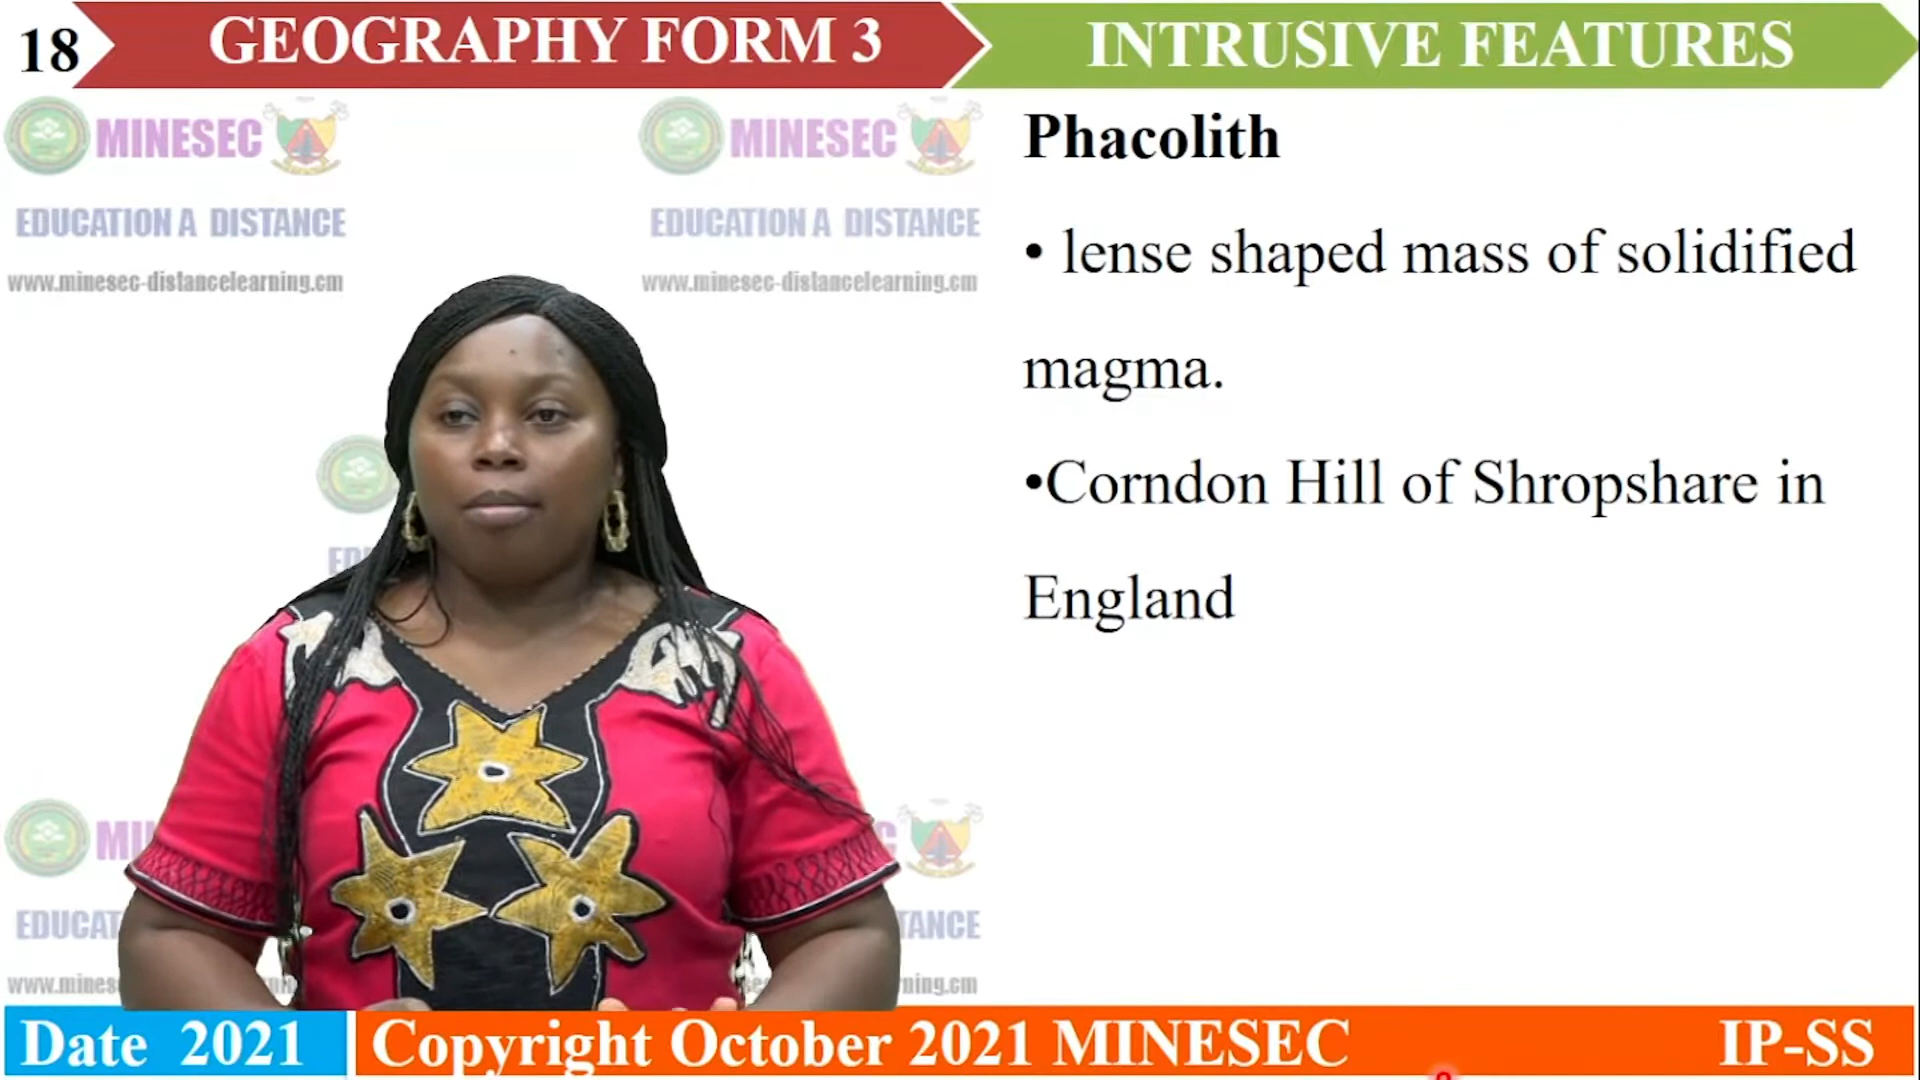 18
GEOGRAPHY FORM 3
INTRUSIVE FEATURES
MINESEC
EDUCATION A DISTANCE
www.minesec-distancelearning.cm
MINESEC
EDUCATION A DISTANCE
www.minesec-distancelearning.cm
Phacolith
• lense shaped mass of solidified
magma.
•Corndon Hill of Shropshare in
England
Date 2021
Copyright October 2021 MINESEC
IP-SS